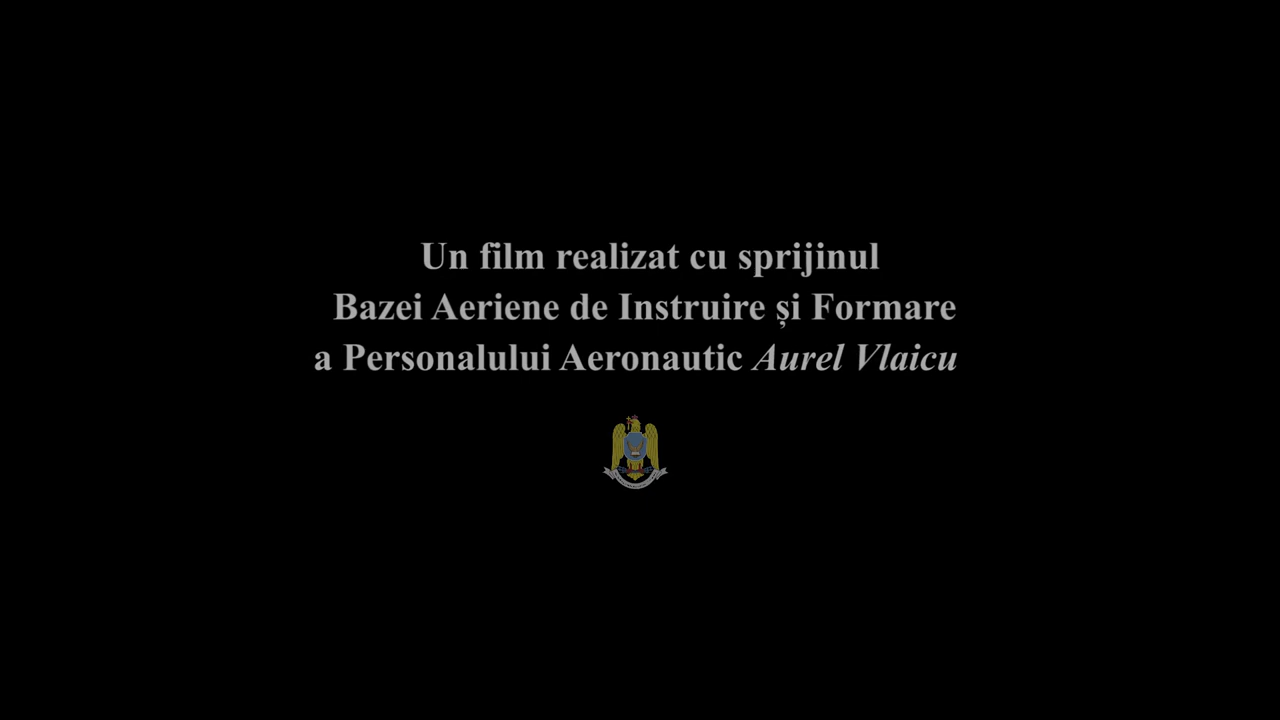 Un film realizat cu sprijinul
Bazei Aeriene de Instruire și Formare
a Personalului Aeronautic Aurel Vlaicu